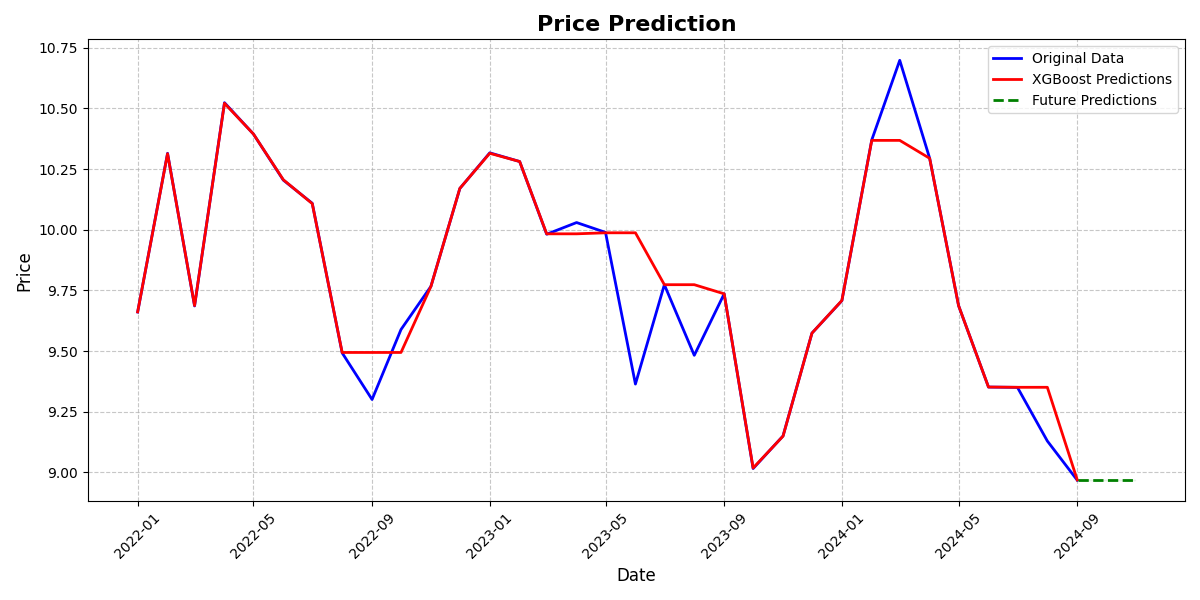 Price Prediction
Original Data
XGBoost Predictions
Future Predictions
Price
10.75
10.50
10.25
10.00
9.75
9.50
9.25
9.00
2022-01
2022-05
2022-09
2023-01
2023-05
2023-09
2024-01
2024-05
2024-09
Date